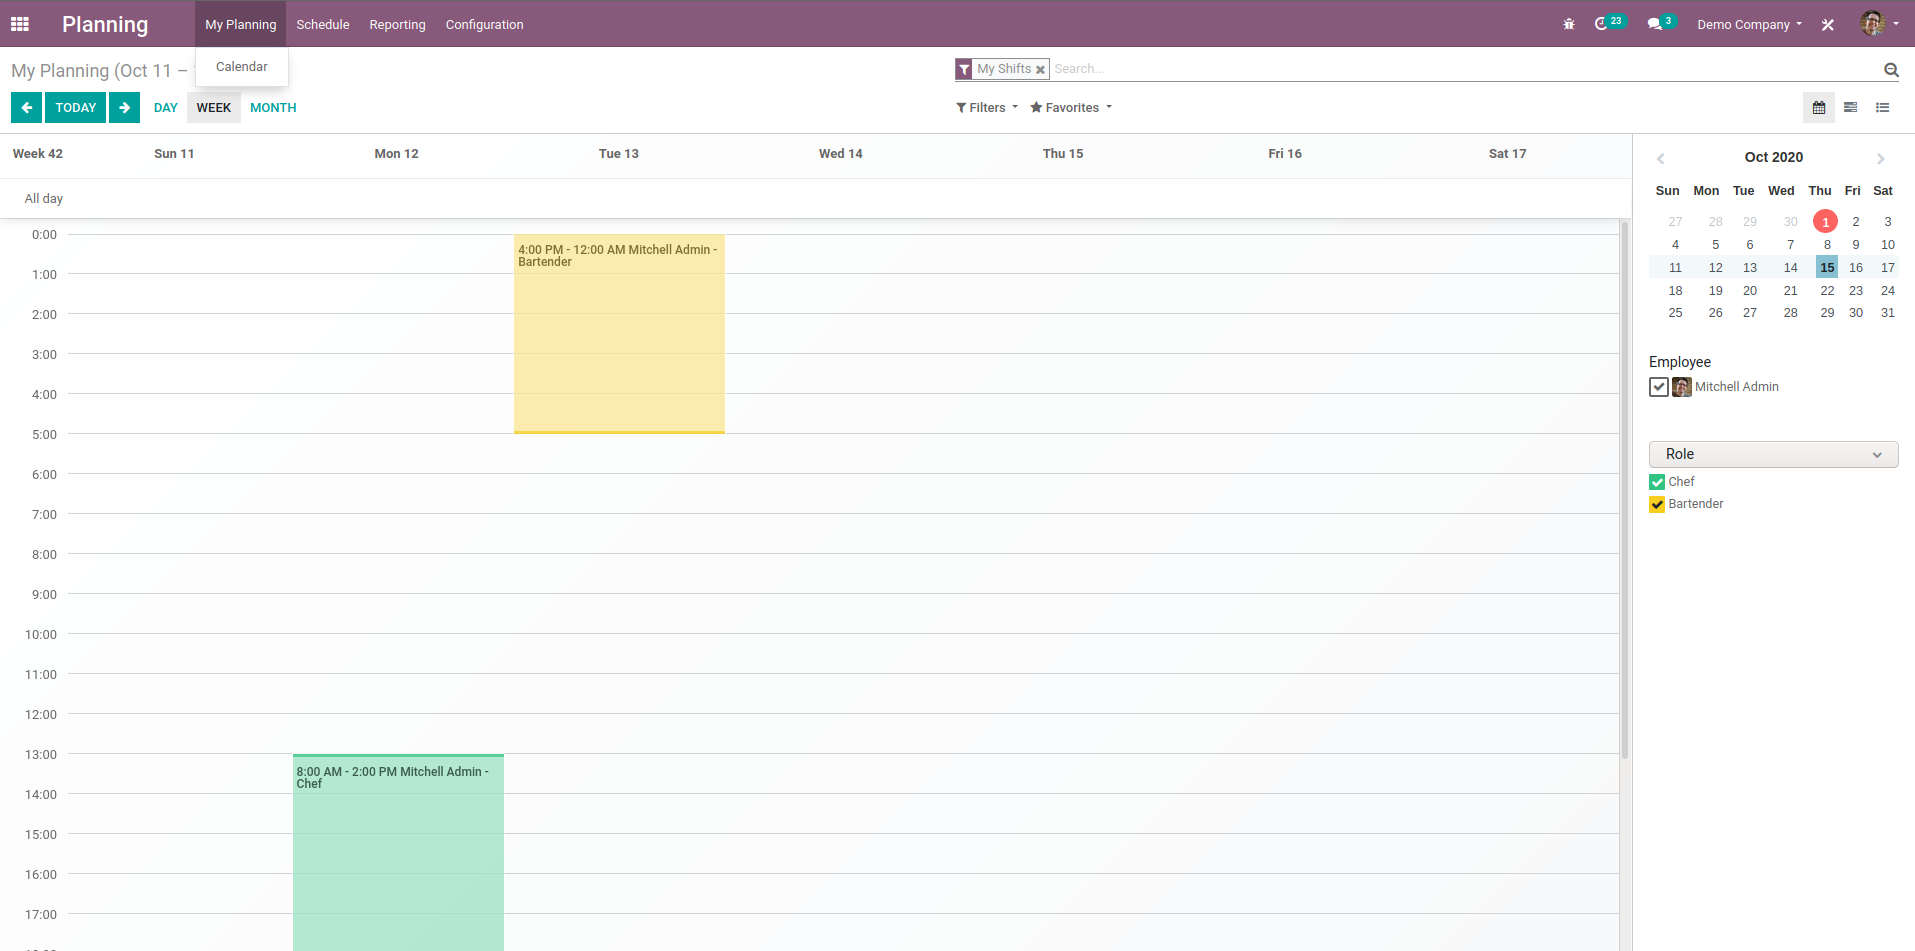 Planning My Planning Schedule Reporting Configuration 23 3 Demo Company
Calendar
My Planning (Oct 11 –
My Shifts Search...
TODAY DAY WEEK MONTH
Filters Favorites
Week 42 Sun 11 Mon 12 Tue 13 Wed 14 Thu 15 Fri 16 Sat 17
All day
0:00
4:00 PM - 12:00 AM Mitchell Admin -
Bartender
1:00
2:00
3:00
4:00
5:00
6:00
7:00
8:00
9:00
10:00
11:00
12:00
13:00
8:00 AM - 2:00 PM Mitchell Admin -
Chef
14:00
15:00
16:00
17:00
Oct 2020
Sun Mon Tue Wed Thu Fri Sat
27 28 29 30 1 2 3
4 5 6 7 8 9 10
11 12 13 14 15 16 17
18 19 20 21 22 23 24
25 26 27 28 29 30 31
Employee
Mitchell Admin
Role
Chef
Bartender